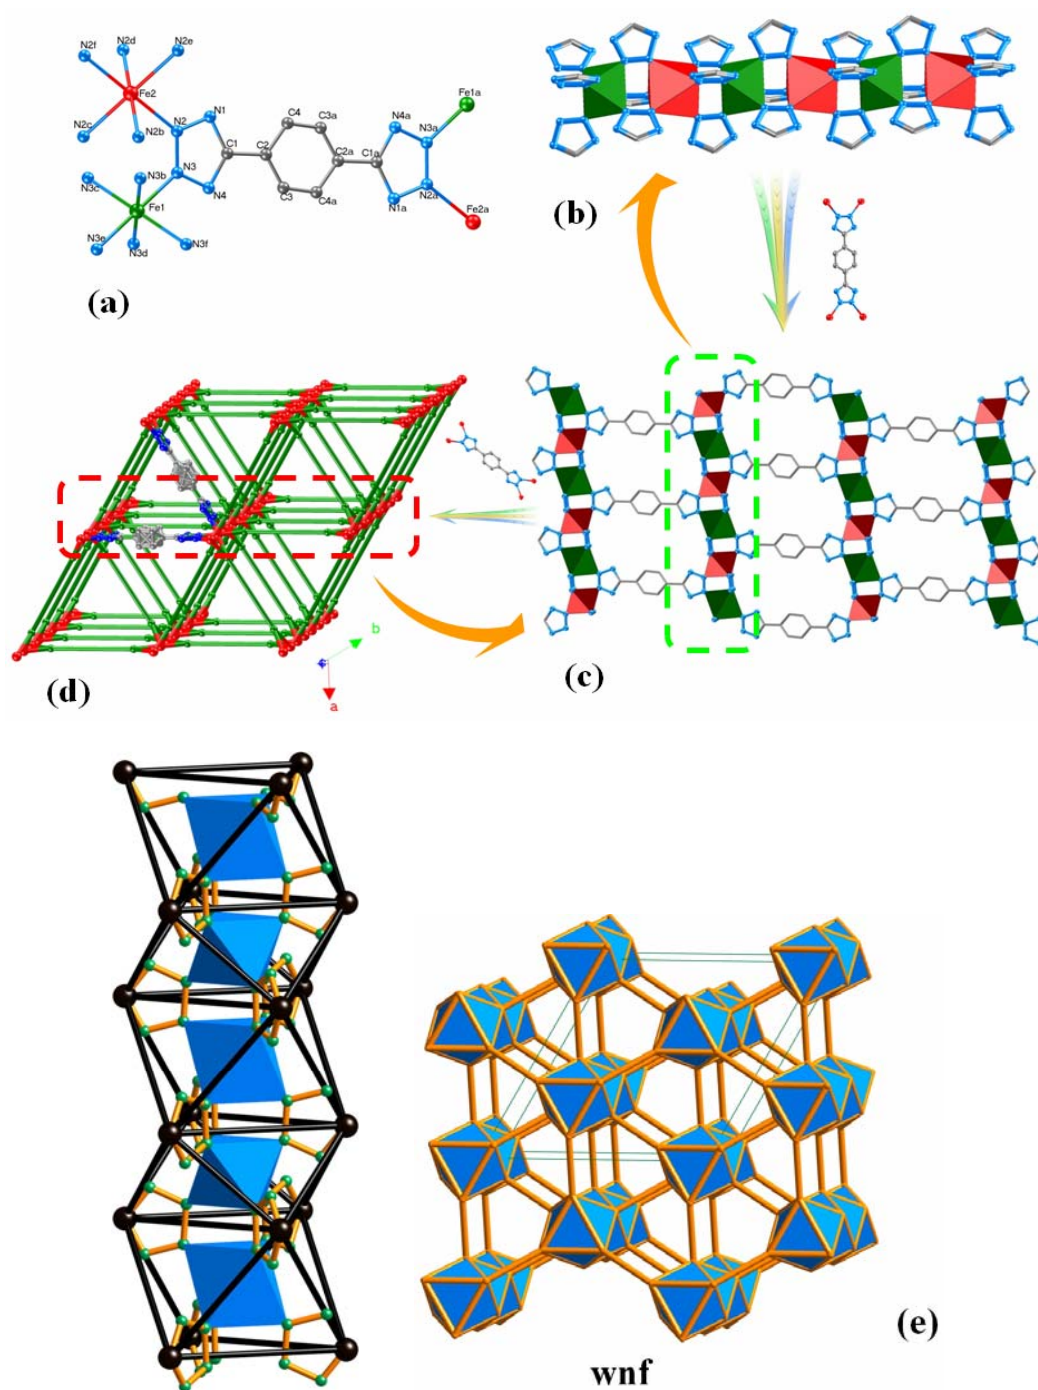 N2f
N2d
N2e
Fe2
N2c
N2b
N2
N1
C4
C3a
Fe1a
N4a
N3a
C1
C2
C2a
C1a
N3
N3b
N3c
N4
C3
C4a
N1a
N2a
Fe1
Fe2a
N3e
N3d
N3f
(a)
(b)
(c)
b
c
a
(d)
(e)
wnf